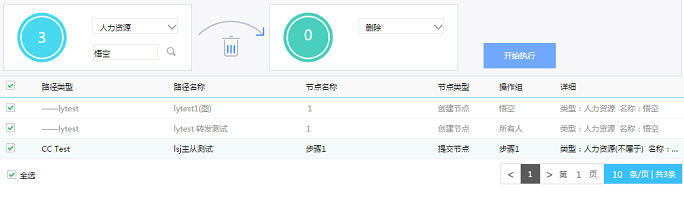 3 人力资源 0 删除
悟空 开始执行
路径类型 路径名称 节点名称 节点类型 操作组 详细
——lytest lytest1(图) 1 创建节点 悟空 类型：人力资源 名称：悟空
——lytest lytest 转发测试 1 创建节点 所有人 类型：人力资源 名称：悟空
CC Test lsj主从测试 步骤1 提交节点 步骤1 类型：人力资源(不属于) 名称：...
全选 < 1 > 第 1 页 10 条/页 | 共3条